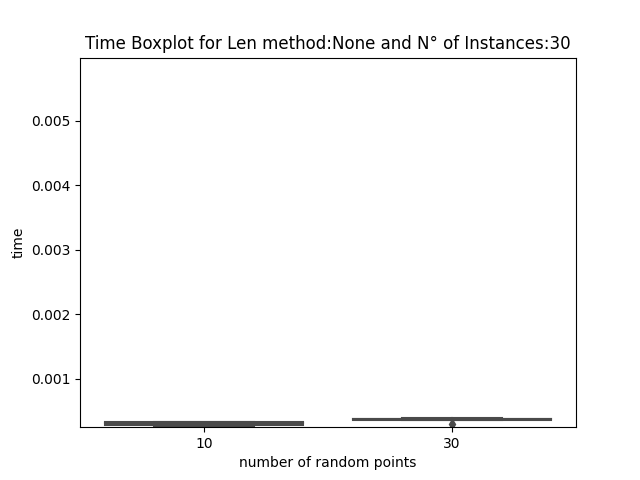 Time Boxplot for Len method:None and N° of Instances:30
0.005
0.004
0.003
0.002
0.001
time
10
30
number of random points